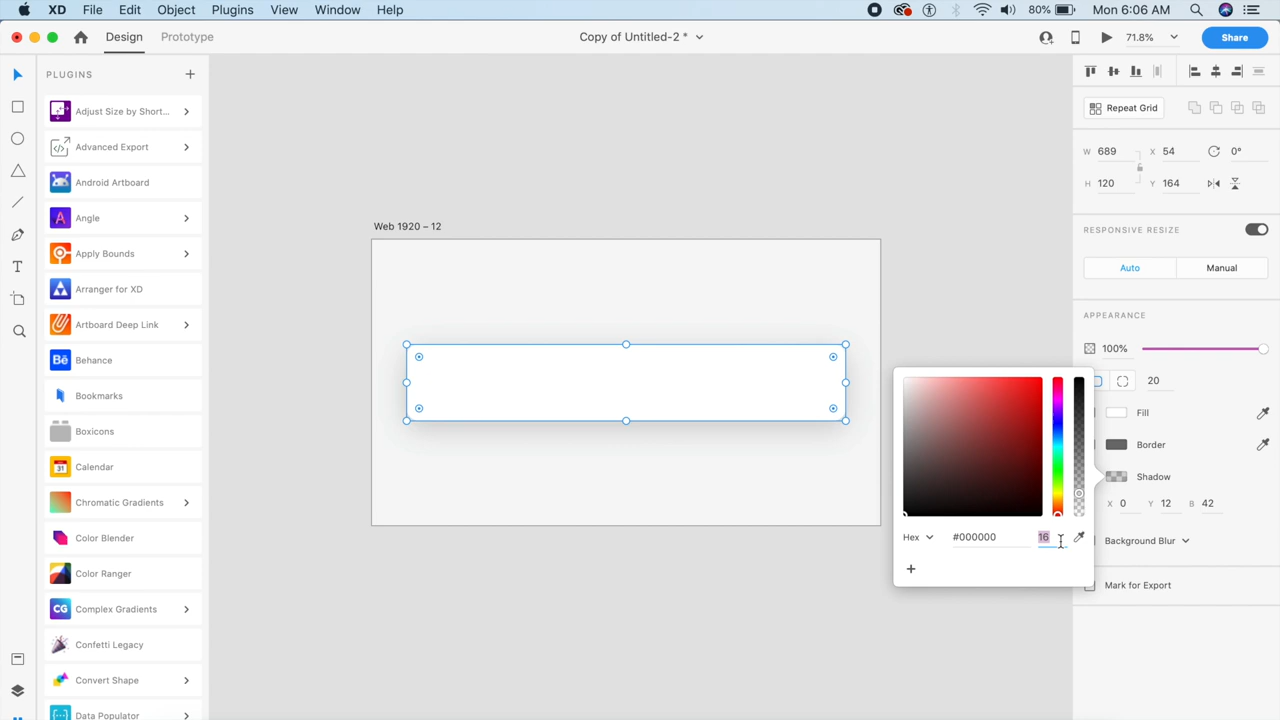 XD File Edit Object Plugins View Window Help 80% Mon 6:06 AM
Design Prototype Copy of Untitled-2 * 71.8% Share
PLUGINS
Adjust Size by Short...
Repeat Grid
Advanced Export
W 689 X 54 0°
Android Artboard
H 120 Y 164
Angle
Web 1920 – 12
RESPONSIVE RESIZE
Apply Bounds
Auto Manual
Arranger for XD
APPEARANCE
Artboard Deep Link
100%
Behance
20
Bookmarks
Fill
Boxicons
Border
Calendar
Shadow
Chromatic Gradients
X 0 Y 12 B 42
Color Blender
Hex #000000 16
Background Blur
Color Ranger
Mark for Export
Complex Gradients
Confetti Legacy
Convert Shape
Data Populator